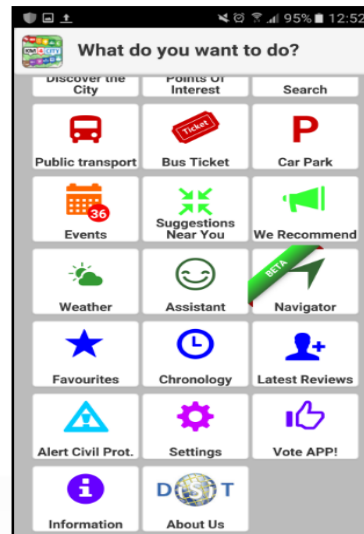 95% 12:52
What do you want to do?
Discover the
City
Points Of
Interest
Search
Ticket
P
Public transport
Bus Ticket
Car Park
36
Events
Suggestions
Near You
We Recommend
BETA
Weather
Assistant
Navigator
Favourites
Chronology
Latest Reviews
Alert Civil Prot.
Settings
Vote APP!
i
DIST
Information
About Us